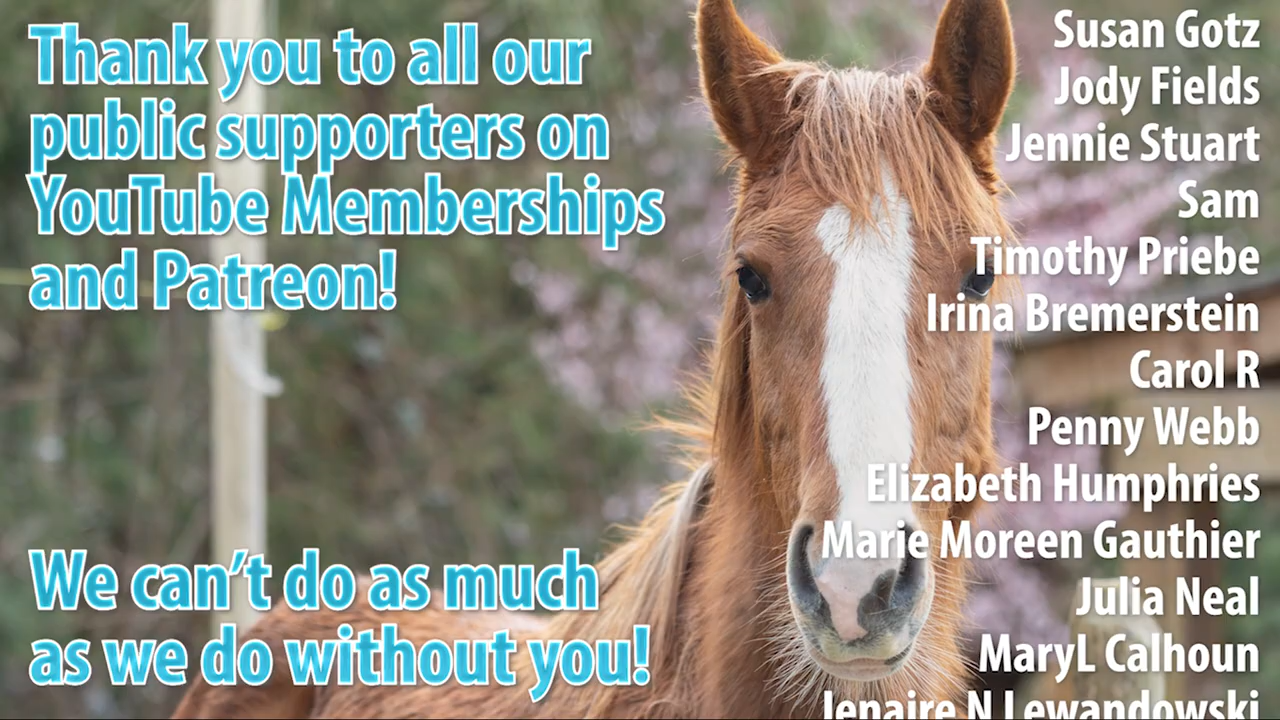 Thank you to all our
public supporters on
YouTube Memberships
and Patreon!
We can't do as much
as we do without you!
Susan Gotz
Jody Fields
Jennie Stuart
Sam
Timothy Priebe
Irina Bremerstein
Carol R
Penny Webb
Elizabeth Humphries
Marie Moreen Gauthier
Julia Neal
MaryL Calhoun
Jenaire N Lewandowski